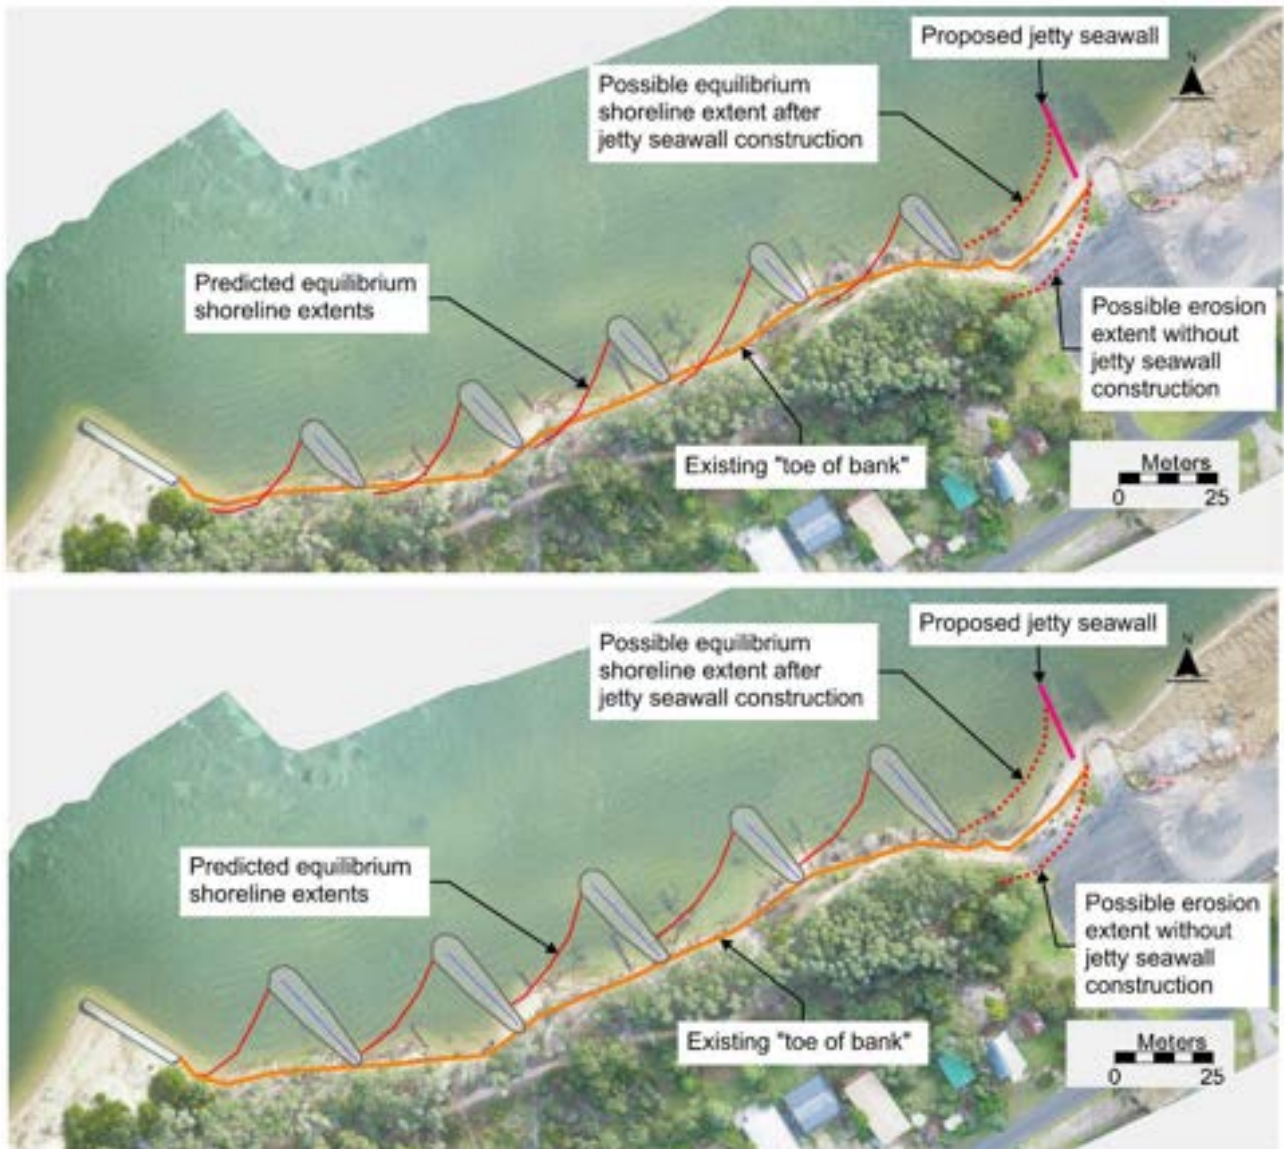 Proposed jetty seawall
N
Possible equilibrium
shoreline extent after
jetty seawall construction
Predicted equilibrium
shoreline extents
Possible erosion
extent without
jetty seawall
construction
Existing "toe of bank"
Meters
0 25
Proposed jetty seawall
N
Possible equilibrium
shoreline extent after
jetty seawall construction
Predicted equilibrium
shoreline extents
Possible erosion
extent without
jetty seawall
construction
Existing "toe of bank"
Meters
0 25